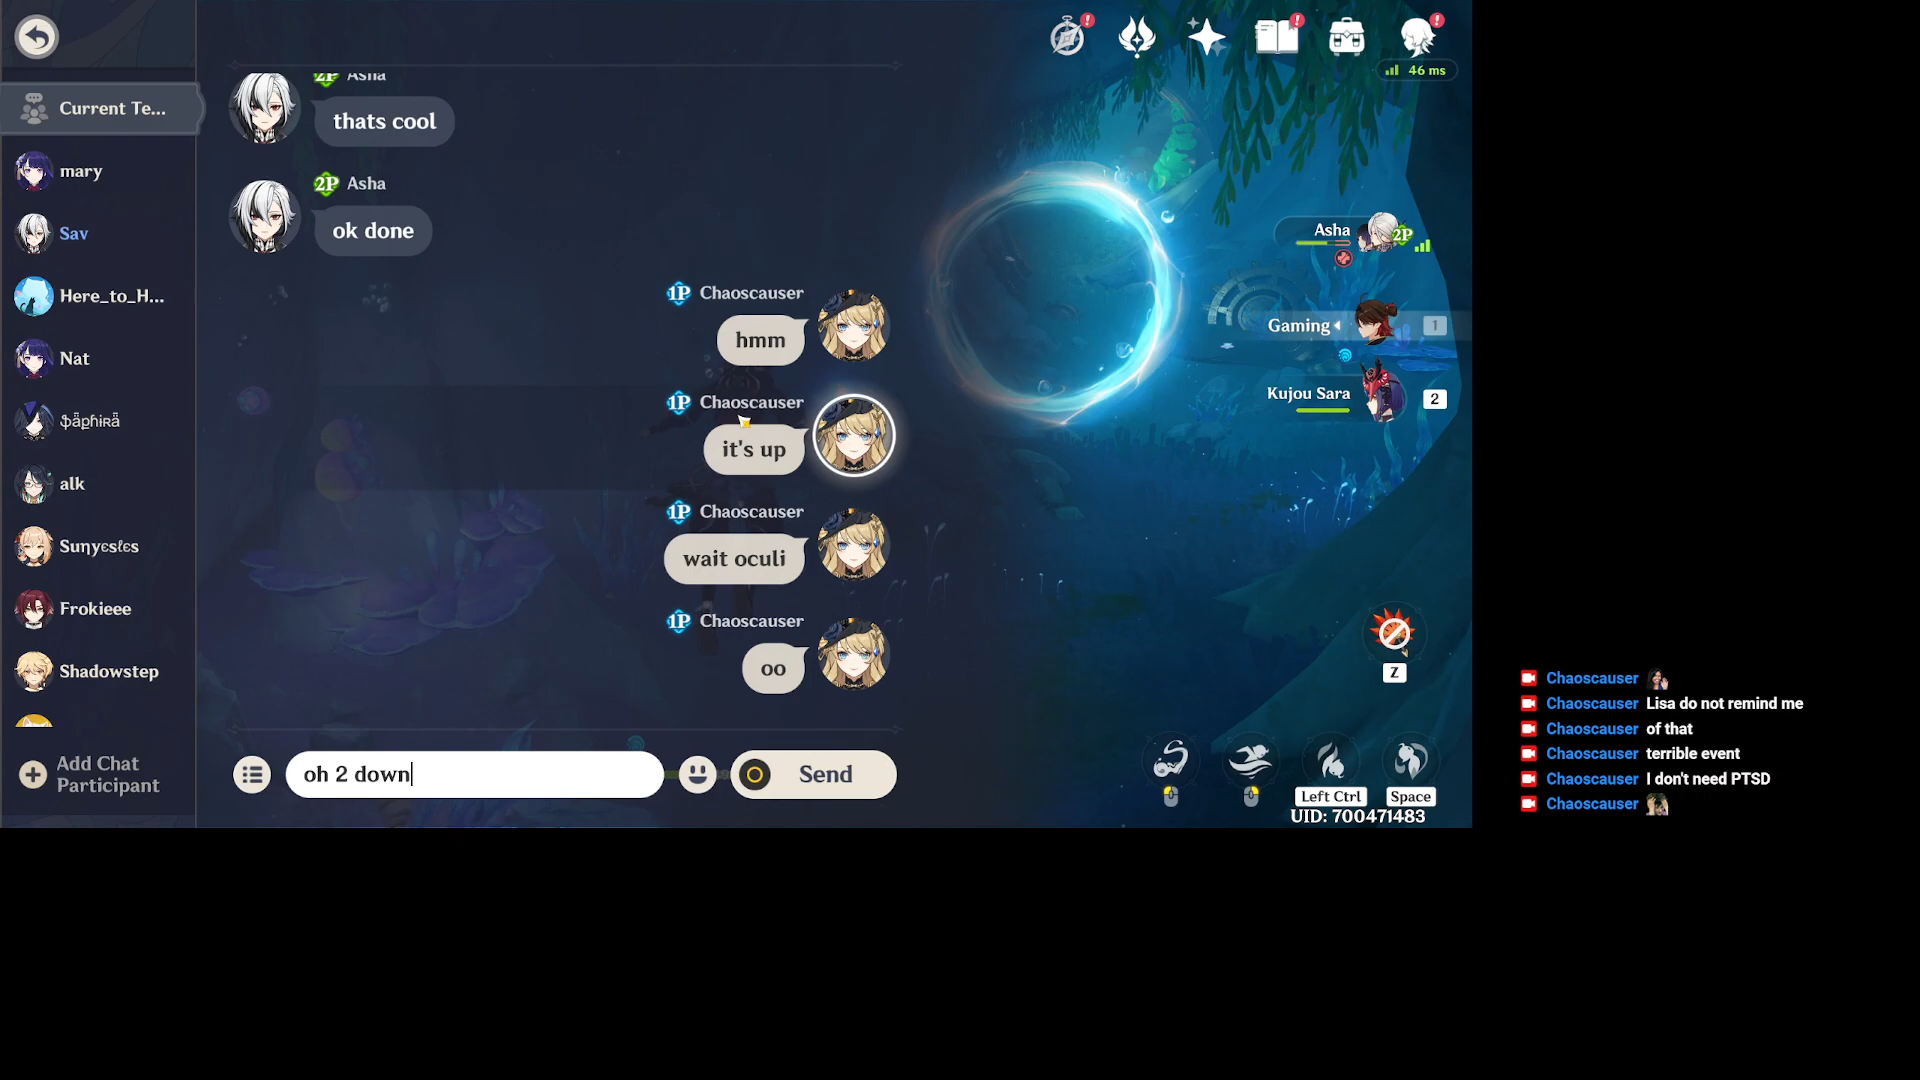 46 ms
Current Te...
mary
Sav
Here_to_H...
Nat
alk
Frokieee
Shadowstep
Add Chat
Participant
2P Asha
thats cool
2P Asha
ok done
1P Chaoscauser
hmm
1P Chaoscauser
it's up
1P Chaoscauser
wait oculi
1P Chaoscauser
oo
oh 2 down
Send
Asha 2P
Gaming 1
Kujou Sara 2
Z
Left Ctrl
Space
UID: 700471483
Chaoscauser
Chaoscauser Lisa do not remind me
Chaoscauser of that
Chaoscauser terrible event
Chaoscauser I don't need PTSD
Chaoscauser